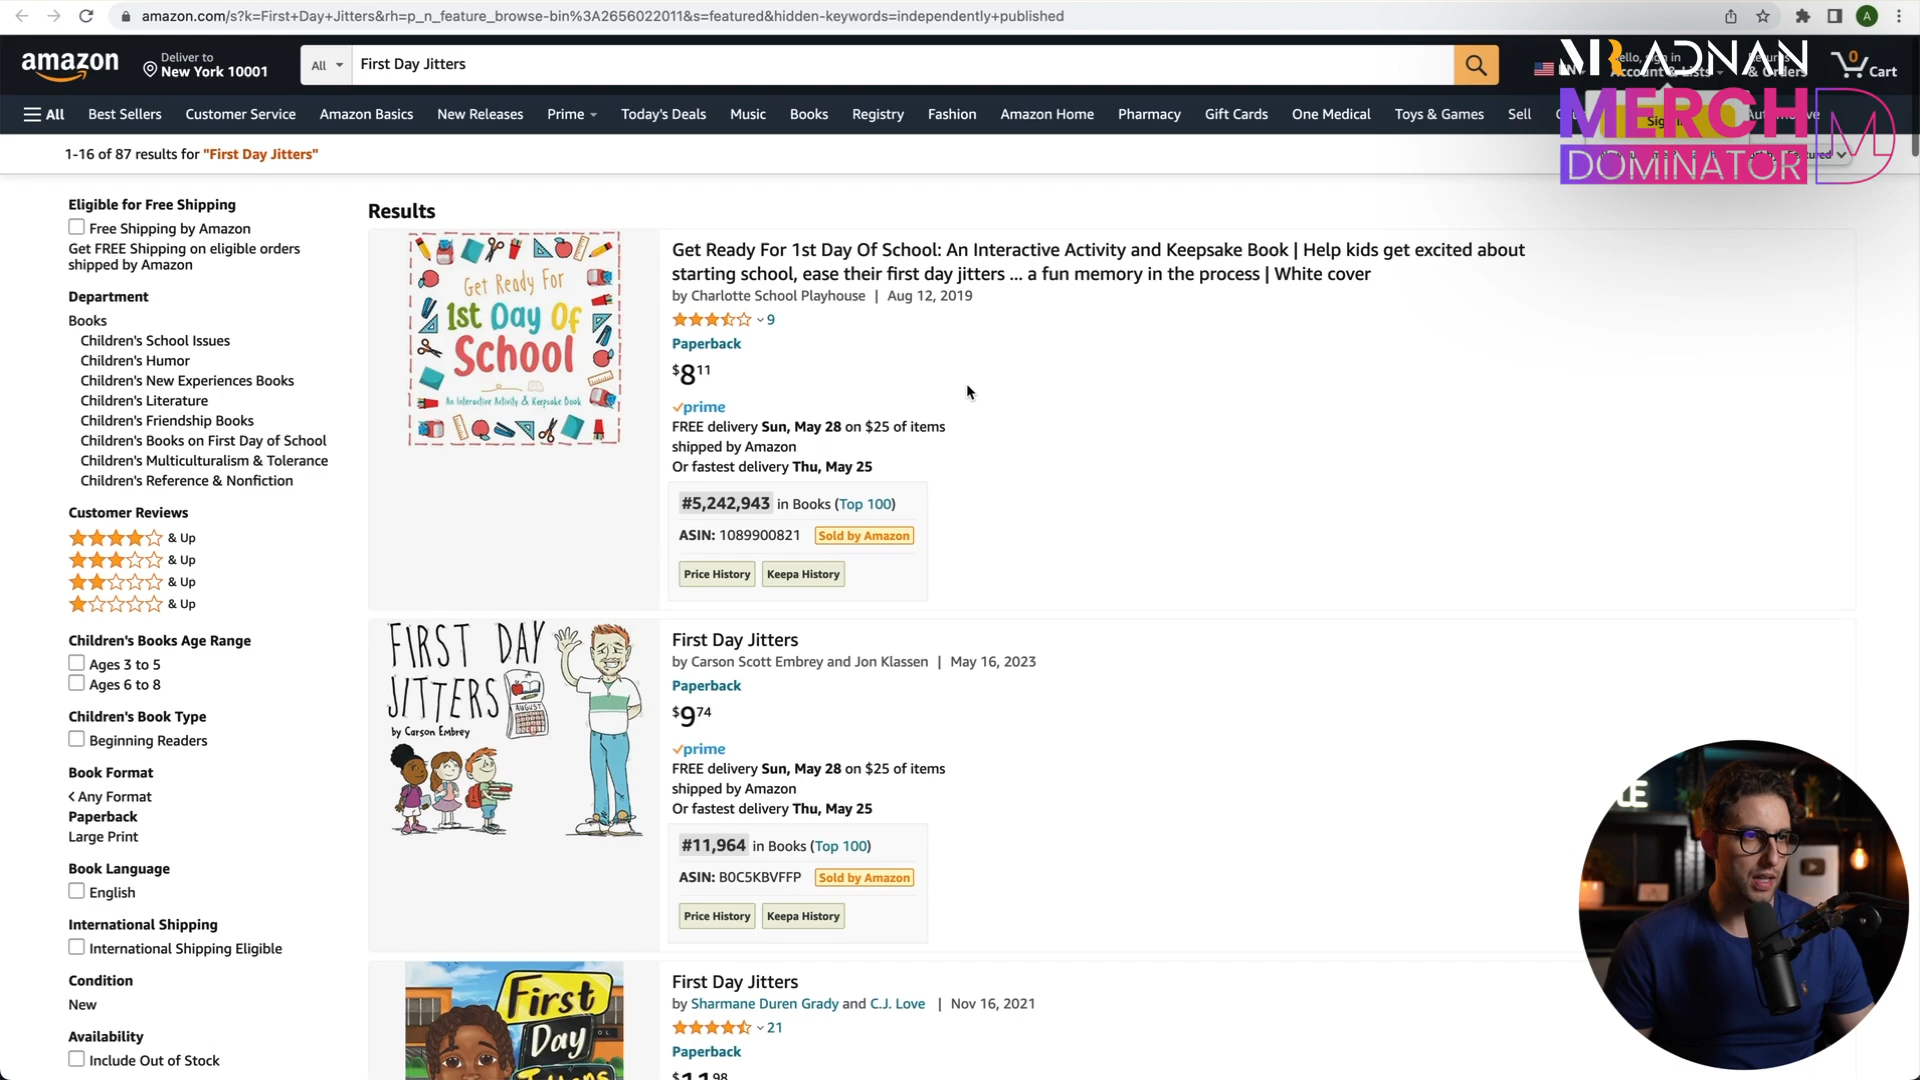 amazon.com/s?k=First+Day+Jitters&rh=p_n_feature_browse-bin%3A2656022011&s=featured&hidden-keywords=independently+published
A
amazon
Deliver to
New York 10001
All
First Day Jitters
Hello, sign in
Account & Lists
& Orders
0
Cart
MR ADNAN
MERCH
DOMINATOR
All
Best Sellers
Customer Service
Amazon Basics
New Releases
Prime
Today's Deals
Music
Books
Registry
Fashion
Amazon Home
Pharmacy
Gift Cards
One Medical
Toys & Games
Sell
1-16 of 87 results for "First Day Jitters"
Eligible for Free Shipping
Free Shipping by Amazon
Get FREE Shipping on eligible orders
shipped by Amazon
Department
Books
Children's School Issues
Children's Humor
Children's New Experiences Books
Children's Literature
Children's Friendship Books
Children's Books on First Day of School
Children's Multiculturalism & Tolerance
Children's Reference & Nonfiction
Customer Reviews
& Up
& Up
& Up
& Up
Children's Books Age Range
Ages 3 to 5
Ages 6 to 8
Children's Book Type
Beginning Readers
Book Format
< Any Format
Paperback
Large Print
Book Language
English
International Shipping
International Shipping Eligible
Condition
New
Availability
Include Out of Stock
Results
Get Ready For
1st Day Of
School
An Interactive Activity & Keepsake Book
Get Ready For 1st Day Of School: An Interactive Activity and Keepsake Book | Help kids get excited about
starting school, ease their first day jitters ... a fun memory in the process | White cover
by Charlotte School Playhouse | Aug 12, 2019
9
Paperback
$8 11
prime
FREE delivery Sun, May 28 on $25 of items
shipped by Amazon
Or fastest delivery Thu, May 25
#5,242,943 in Books (Top 100)
ASIN: 1089900821 Sold by Amazon
Price History Keepa History
FIRST DAY
JITTERS
by Carson Embrey
AUGUST
First Day Jitters
by Carson Scott Embrey and Jon Klassen | May 16, 2023
Paperback
$9 74
prime
FREE delivery Sun, May 28 on $25 of items
shipped by Amazon
Or fastest delivery Thu, May 25
#11,964 in Books (Top 100)
ASIN: B0C5KBVFFP Sold by Amazon
Price History Keepa History
First
Day
First Day Jitters
by Sharmane Duren Grady and C.J. Love | Nov 16, 2021
21
Paperback
$11 98